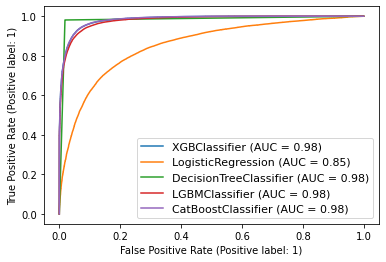 1.0
0.8
0.6
0.4
0.2
0.0
True Positive Rate (Positive label: 1)
XGBClassifier (AUC = 0.98)
LogisticRegression (AUC = 0.85)
DecisionTreeClassifier (AUC = 0.98)
LGBMClassifier (AUC = 0.98)
CatBoostClassifier (AUC = 0.98)
0.0 0.2 0.4 0.6 0.8 1.0
False Positive Rate (Positive label: 1)